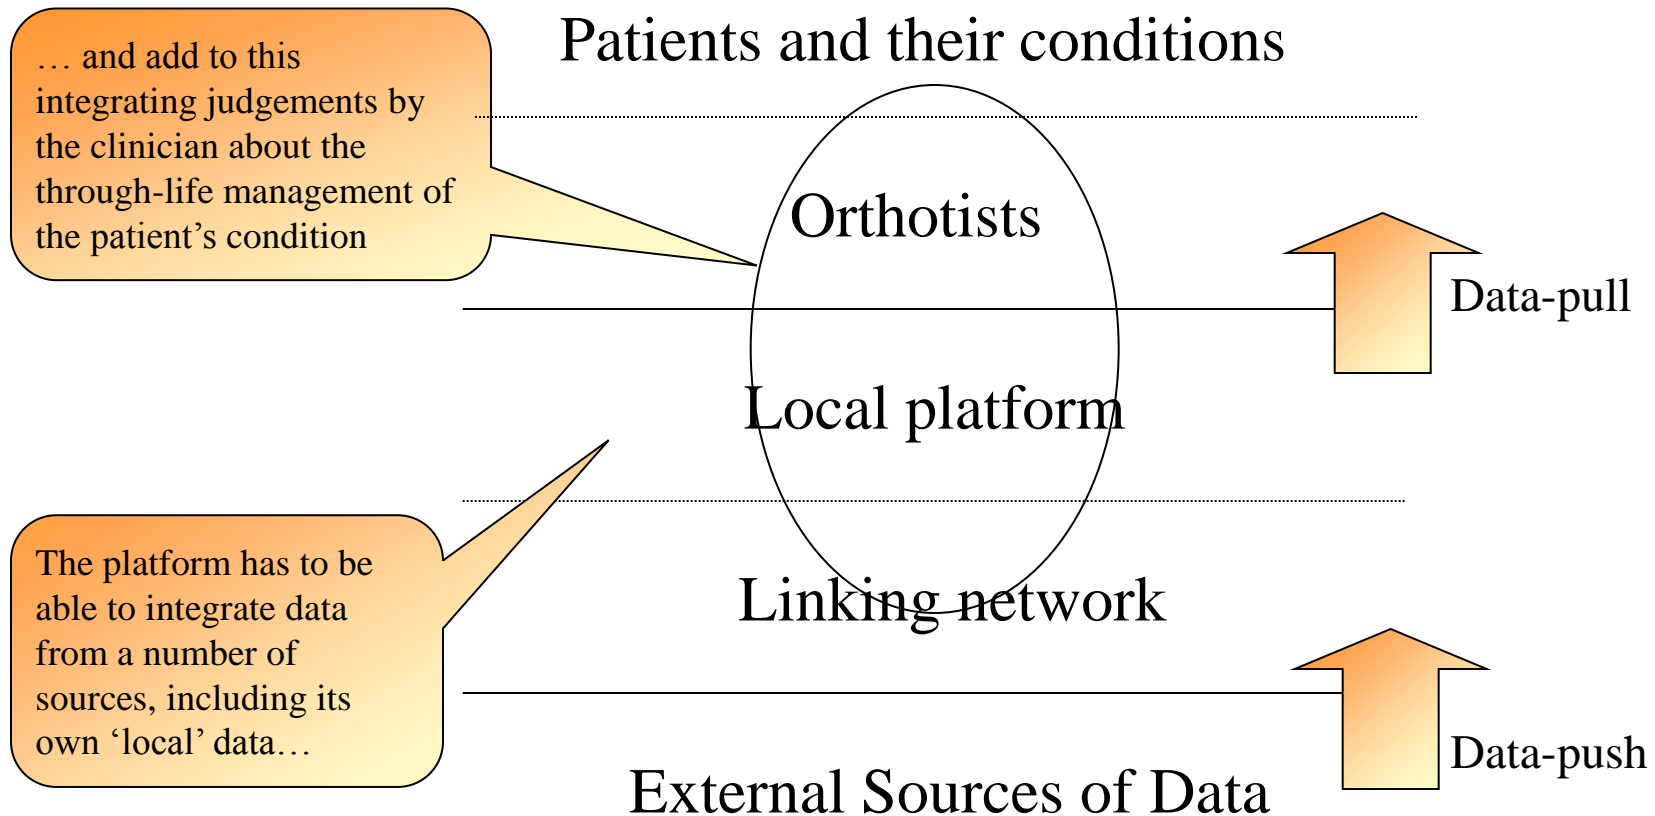 Patients and their conditions
… and add to this
integrating judgements by
the clinician about the
through-life management of
the patient’s condition
Orthotists
Data-pull
Local platform
The platform has to be
able to integrate data
from a number of
sources, including its
own ‘local’ data…
Linking network
Data-push
External Sources of Data